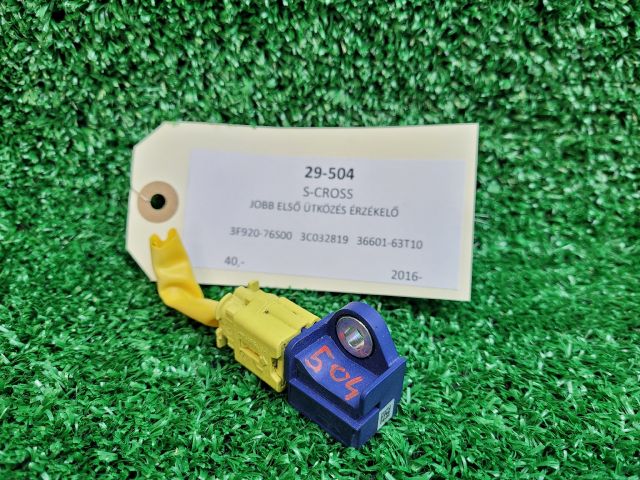 29-504
S-CROSS
JOBB ELSŐ ÜTKÖZÉS ÉRZÉKELŐ
3F920-76S00 3C032819 36601-63T10
40,- 2016-
504